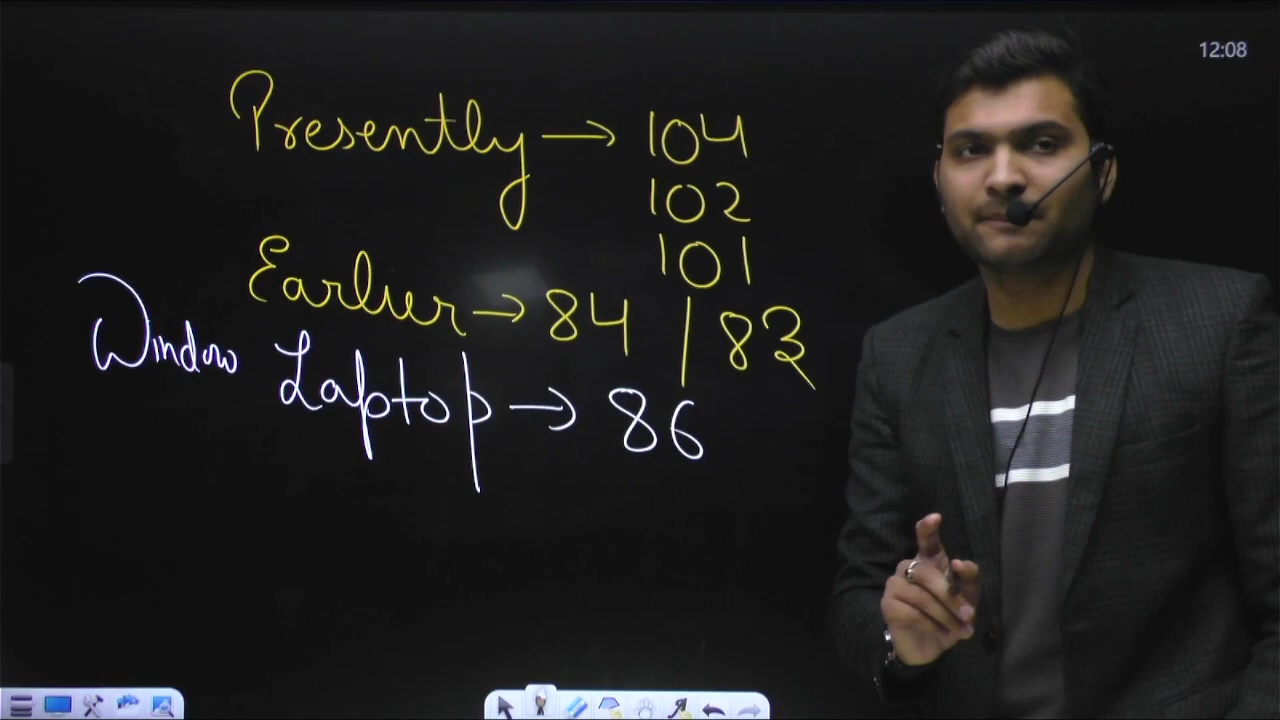 12:08
Presently → 104
102
101
Earlier → 84 / 83
Window Laptop → 86